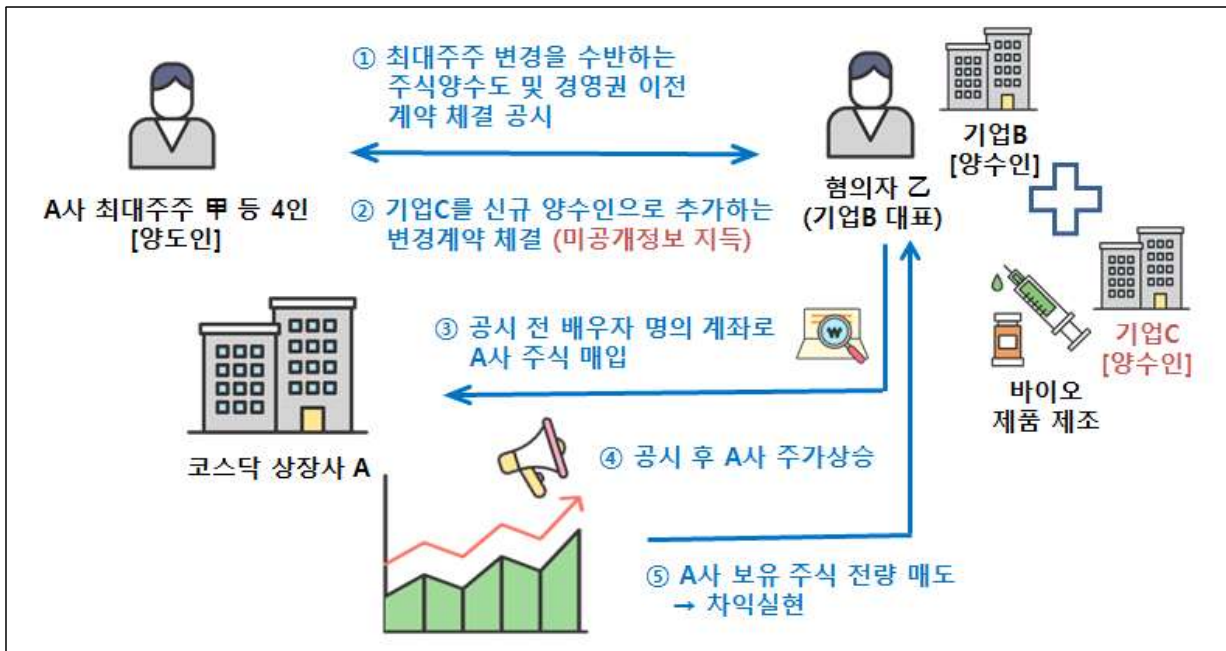 ① 최대주주 변경을 수반하는
주식양수도 및 경영권 이전
계약 체결 공시
기업B
[양수인]
A사 최대주주 甲 등 4인
[양도인]
② 기업C를 신규 양수인으로 추가하는
변경계약 체결 (미공개정보 지득)
혐의자 乙
(기업B 대표)
③ 공시 전 배우자 명의 계좌로
A사 주식 매입
₩
기업C
[양수인]
바이오
제품 제조
코스닥 상장사 A
④ 공시 후 A사 주가상승
⑤ A사 보유 주식 전량 매도
→ 차익실현